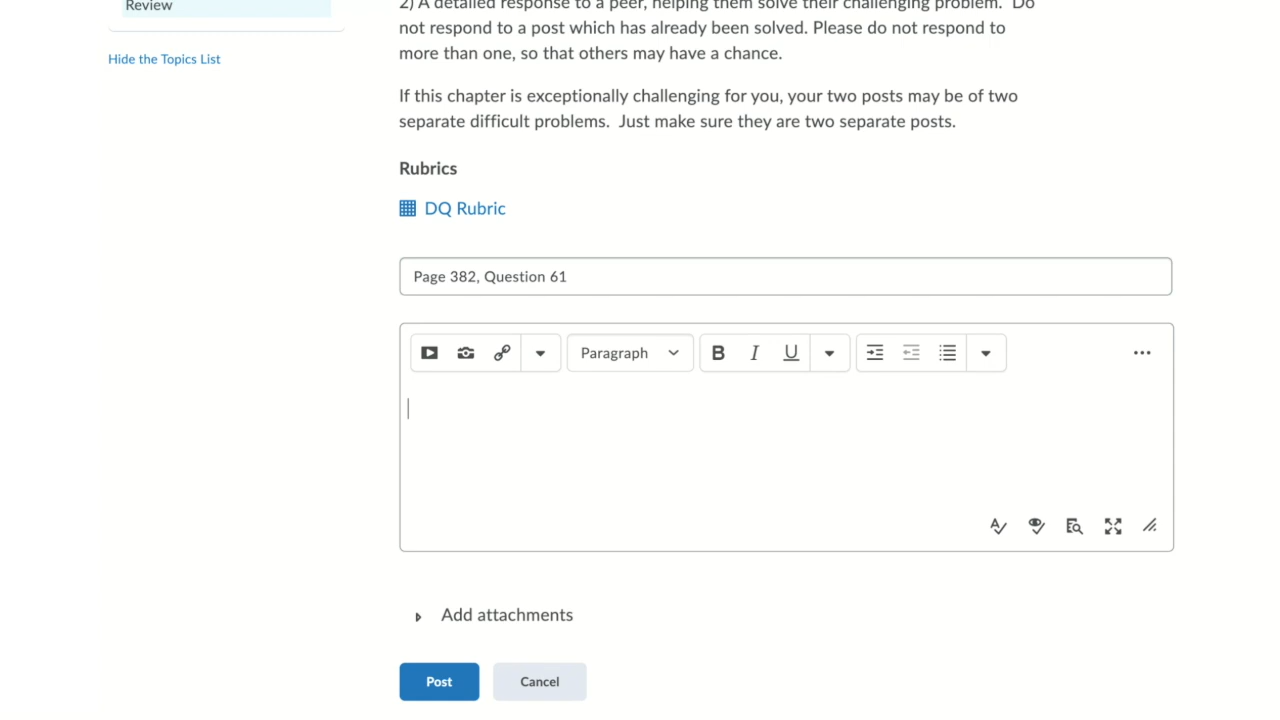 Review
Hide the Topics List
2) A detailed response to a peer, helping them solve their challenging problem.  Do
not respond to a post which has already been solved. Please do not respond to
more than one, so that others may have a chance.
If this chapter is exceptionally challenging for you, your two posts may be of two
separate difficult problems.  Just make sure they are two separate posts.
Rubrics
DQ Rubric
Page 382, Question 61
Paragraph B I U
Add attachments
Post Cancel